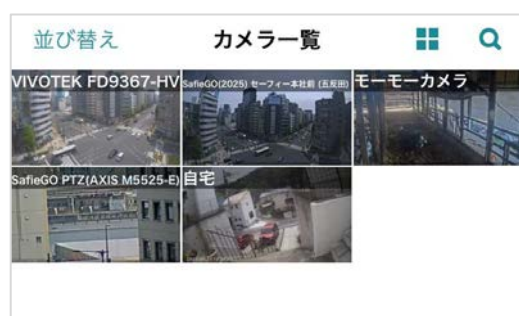 並び替え
カメラ一覧
VIVOTEK FD9367-HV
SafieGO(2025) セーフィー本社前 (五反田)
モーモーカメラ
SafieGO PTZ(AXIS M5525-E)
自宅